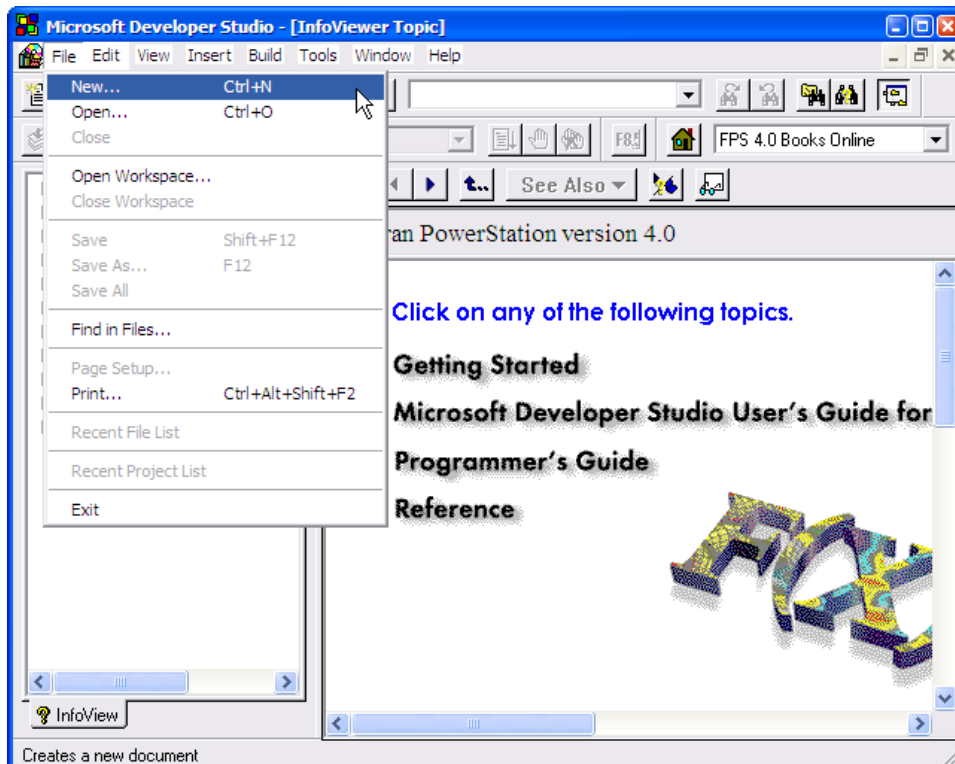 Microsoft Developer Studio - [InfoViewer Topic]
File Edit View Insert Build Tools Window Help
New... Ctrl+N
Open... Ctrl+O
Close
Open Workspace...
Close Workspace
Save Shift+F12
Save As... F12
Save All
Find in Files...
Page Setup...
Print... Ctrl+Alt+Shift+F2
Recent File List
Recent Project List
Exit
FPS 4.0 Books Online
See Also
ran PowerStation version 4.0
Click on any of the following topics.
Getting Started
Microsoft Developer Studio User's Guide for
Programmer's Guide
Reference
InfoView
Creates a new document